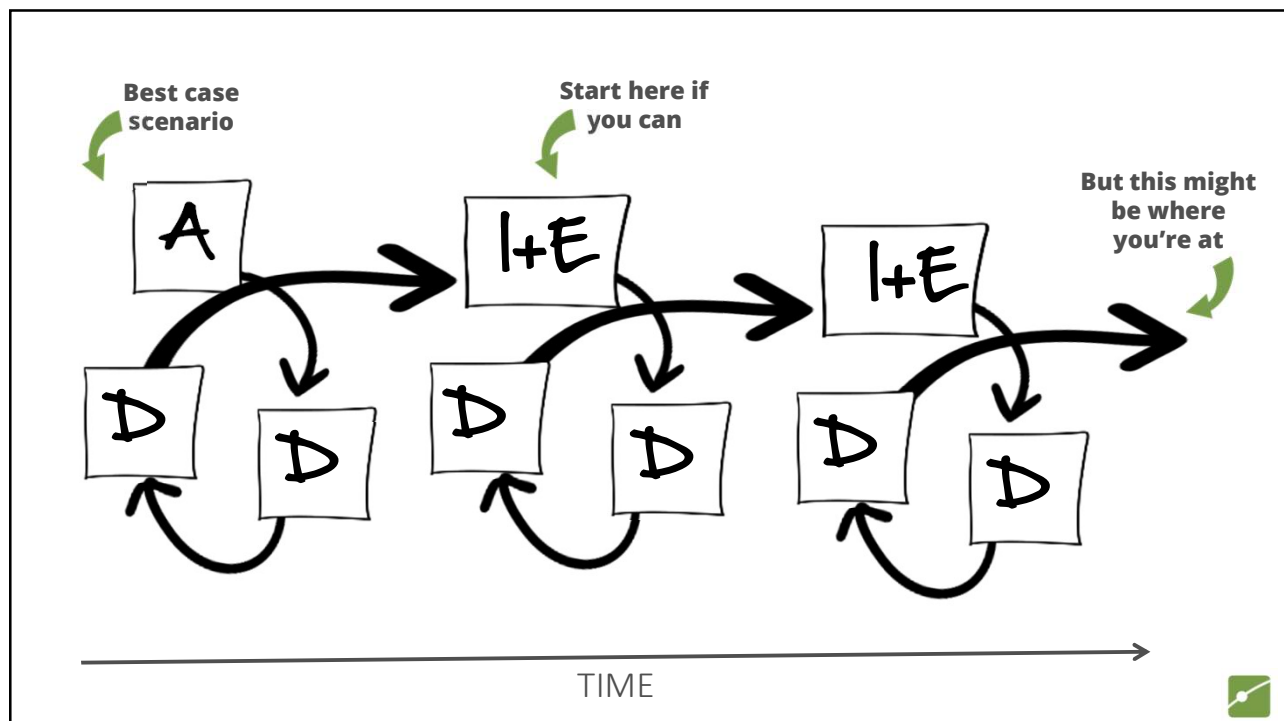 Best case
scenario
Start here if
you can
But this might
be where
you're at
A
I+E
I+E
D
D
D
D
D
D
TIME